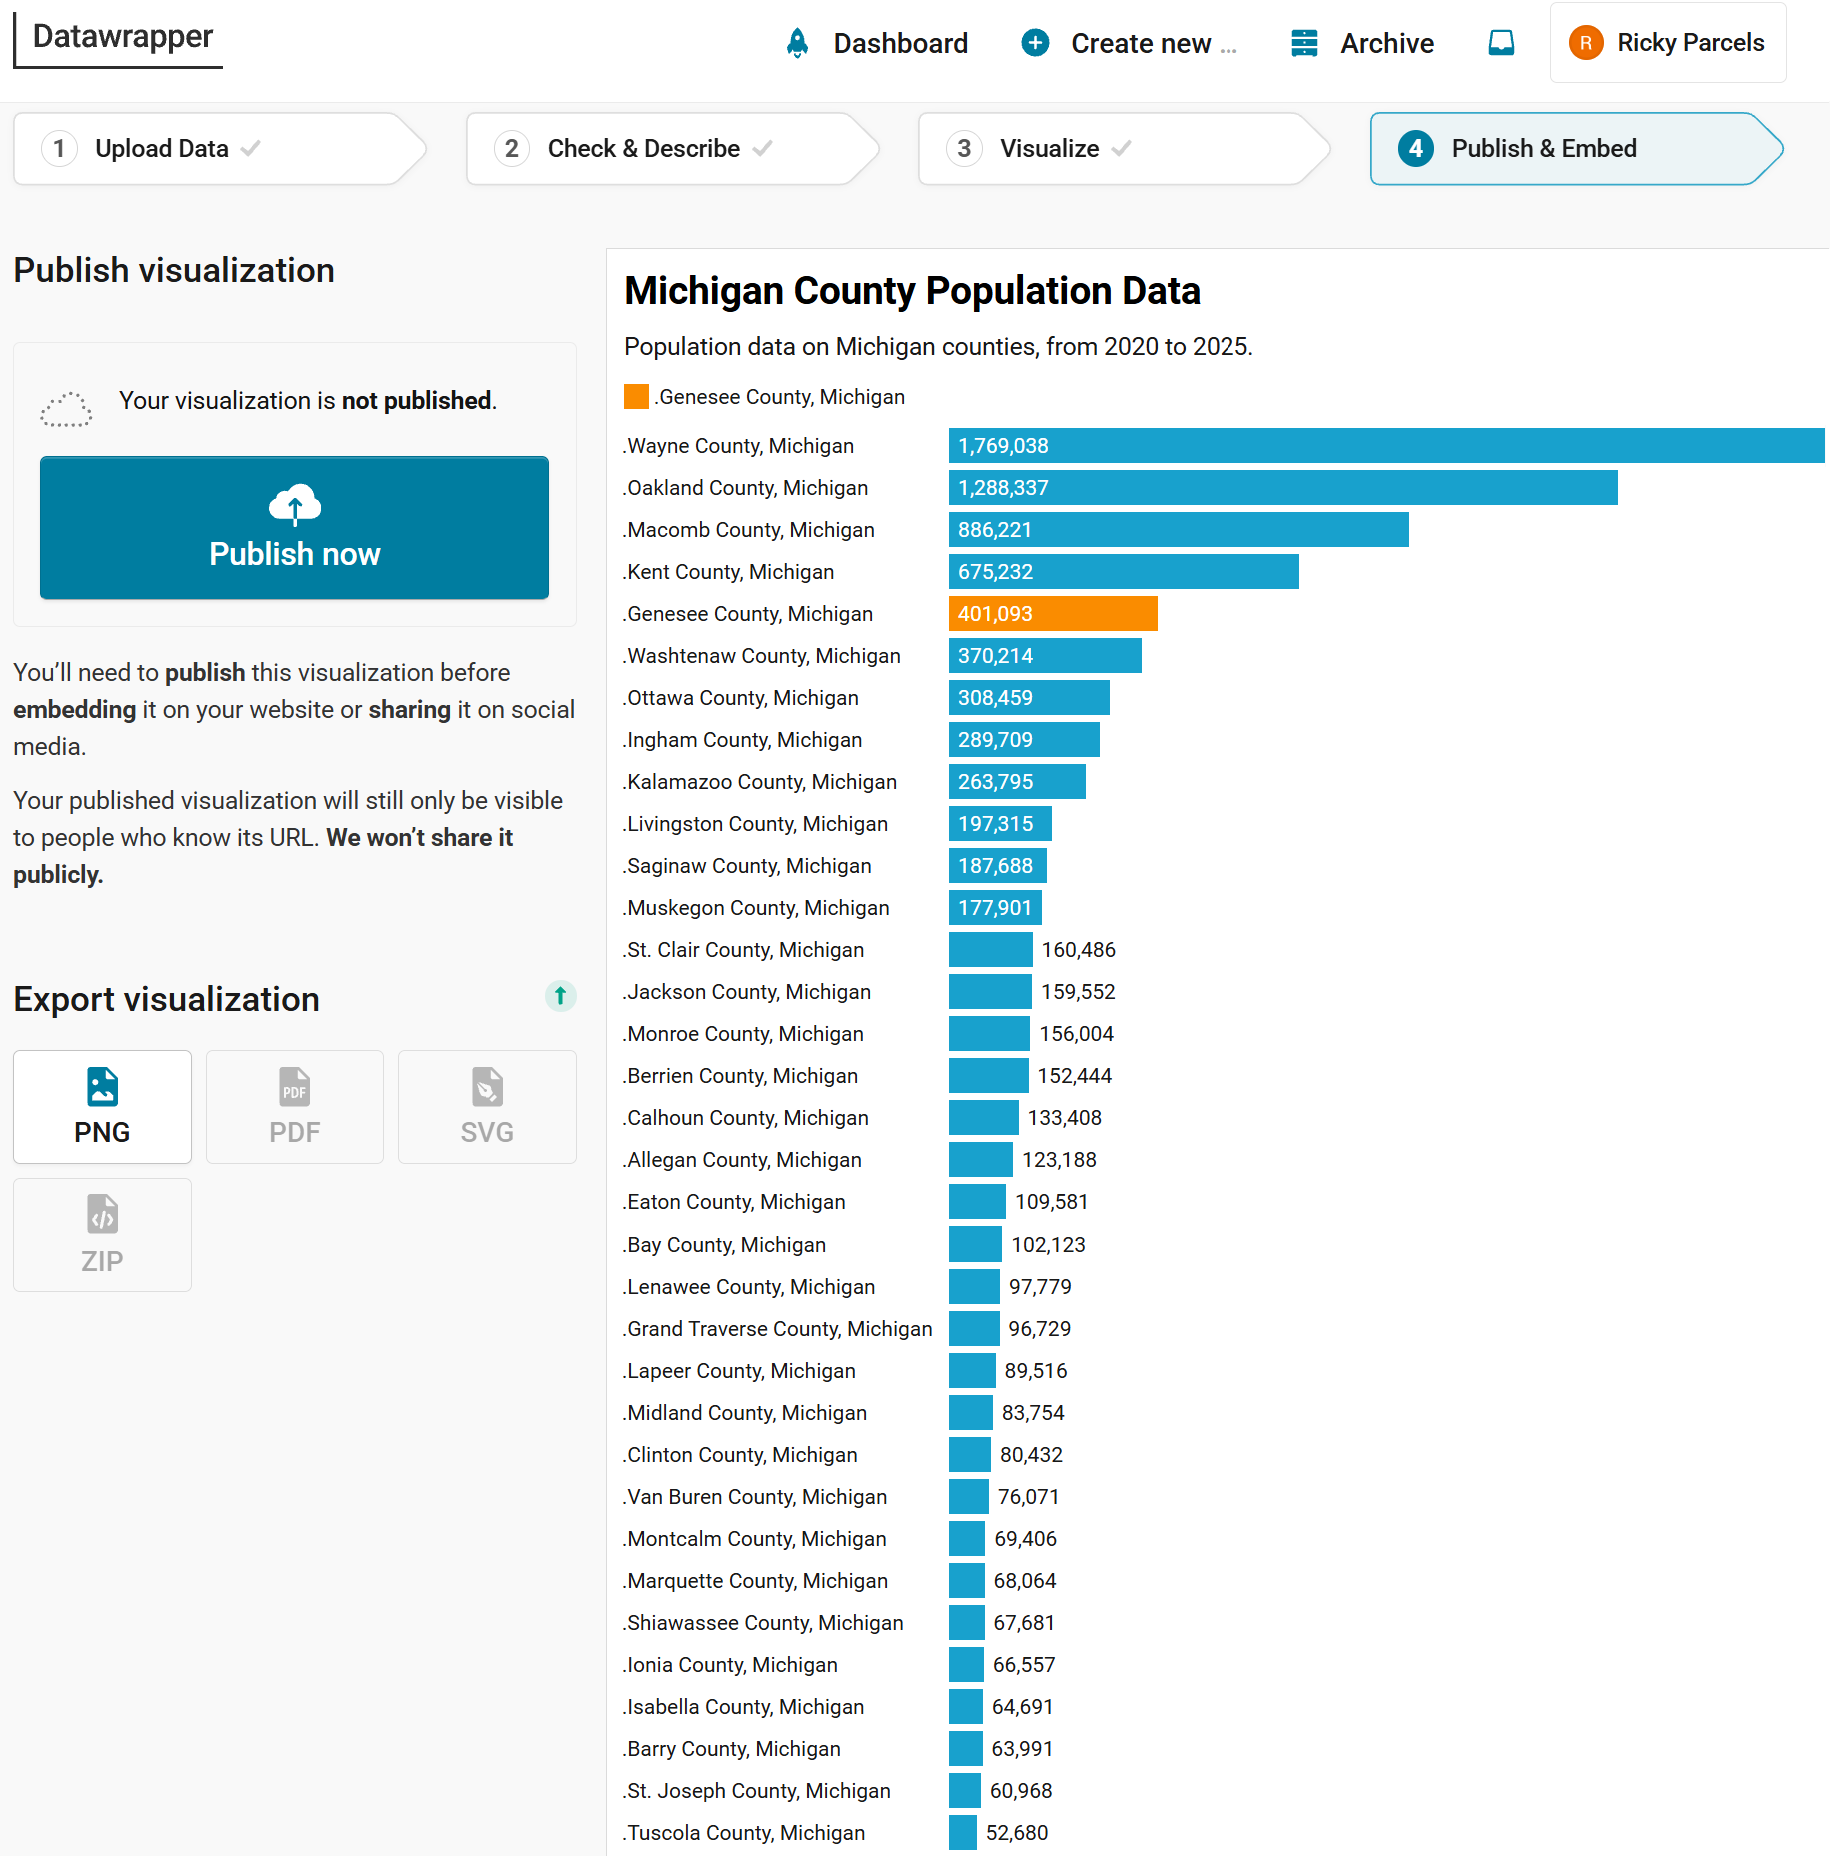 Datawrapper
Dashboard
Create new ...
Archive
R
Ricky Parcels
1 Upload Data
2 Check & Describe
3 Visualize
4 Publish & Embed
Publish visualization
Your visualization is not published.
Publish now
You’ll need to publish this visualization before
embedding it on your website or sharing it on social
media.
Your published visualization will still only be visible
to people who know its URL. We won’t share it
publicly.
Export visualization
PNG
PDF
PDF
SVG
ZIP
Michigan County Population Data
Population data on Michigan counties, from 2020 to 2025.
.Genesee County, Michigan
.Wayne County, Michigan 1,769,038
.Oakland County, Michigan 1,288,337
.Macomb County, Michigan 886,221
.Kent County, Michigan 675,232
.Genesee County, Michigan 401,093
.Washtenaw County, Michigan 370,214
.Ottawa County, Michigan 308,459
.Ingham County, Michigan 289,709
.Kalamazoo County, Michigan 263,795
.Livingston County, Michigan 197,315
.Saginaw County, Michigan 187,688
.Muskegon County, Michigan 177,901
.St. Clair County, Michigan 160,486
.Jackson County, Michigan 159,552
.Monroe County, Michigan 156,004
.Berrien County, Michigan 152,444
.Calhoun County, Michigan 133,408
.Allegan County, Michigan 123,188
.Eaton County, Michigan 109,581
.Bay County, Michigan 102,123
.Lenawee County, Michigan 97,779
.Grand Traverse County, Michigan 96,729
.Lapeer County, Michigan 89,516
.Midland County, Michigan 83,754
.Clinton County, Michigan 80,432
.Van Buren County, Michigan 76,071
.Montcalm County, Michigan 69,406
.Marquette County, Michigan 68,064
.Shiawassee County, Michigan 67,681
.Ionia County, Michigan 66,557
.Isabella County, Michigan 64,691
.Barry County, Michigan 63,991
.St. Joseph County, Michigan 60,968
.Tuscola County, Michigan 52,680